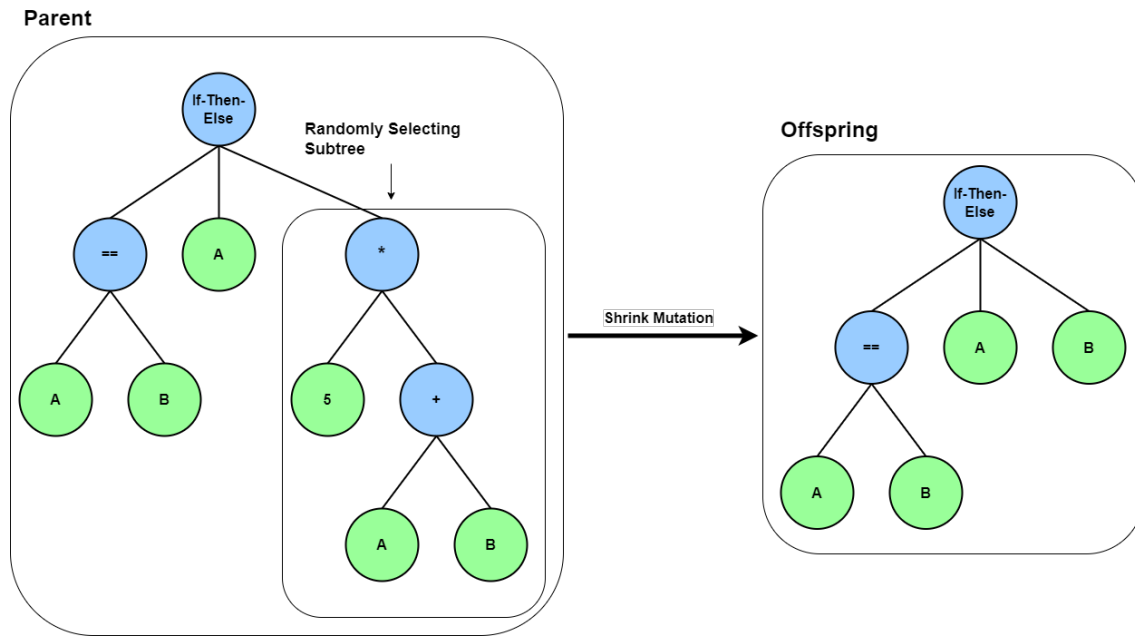 Parent
If-Then-
Else
Randomly Selecting
Subtree
==
A
*
A
B
5
+
A
B
Shrink Mutation
Offspring
If-Then-
Else
==
A
B
A
B